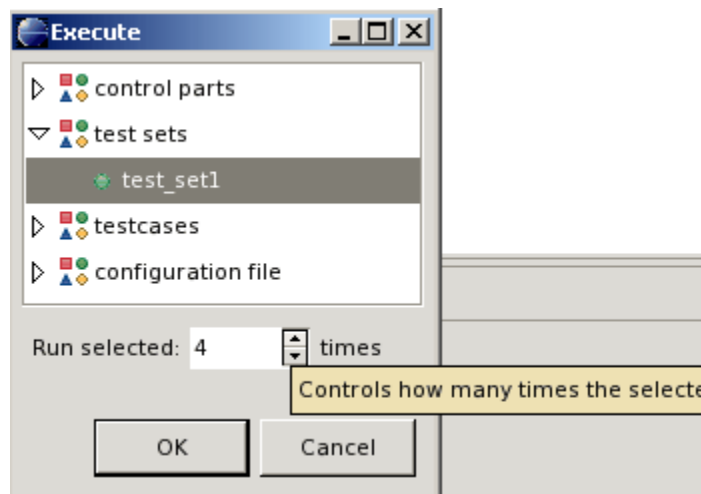 Execute
control parts
test sets
test_set1
testcases
configuration file
Run selected: 4 times
Controls how many times the selecte
OK Cancel